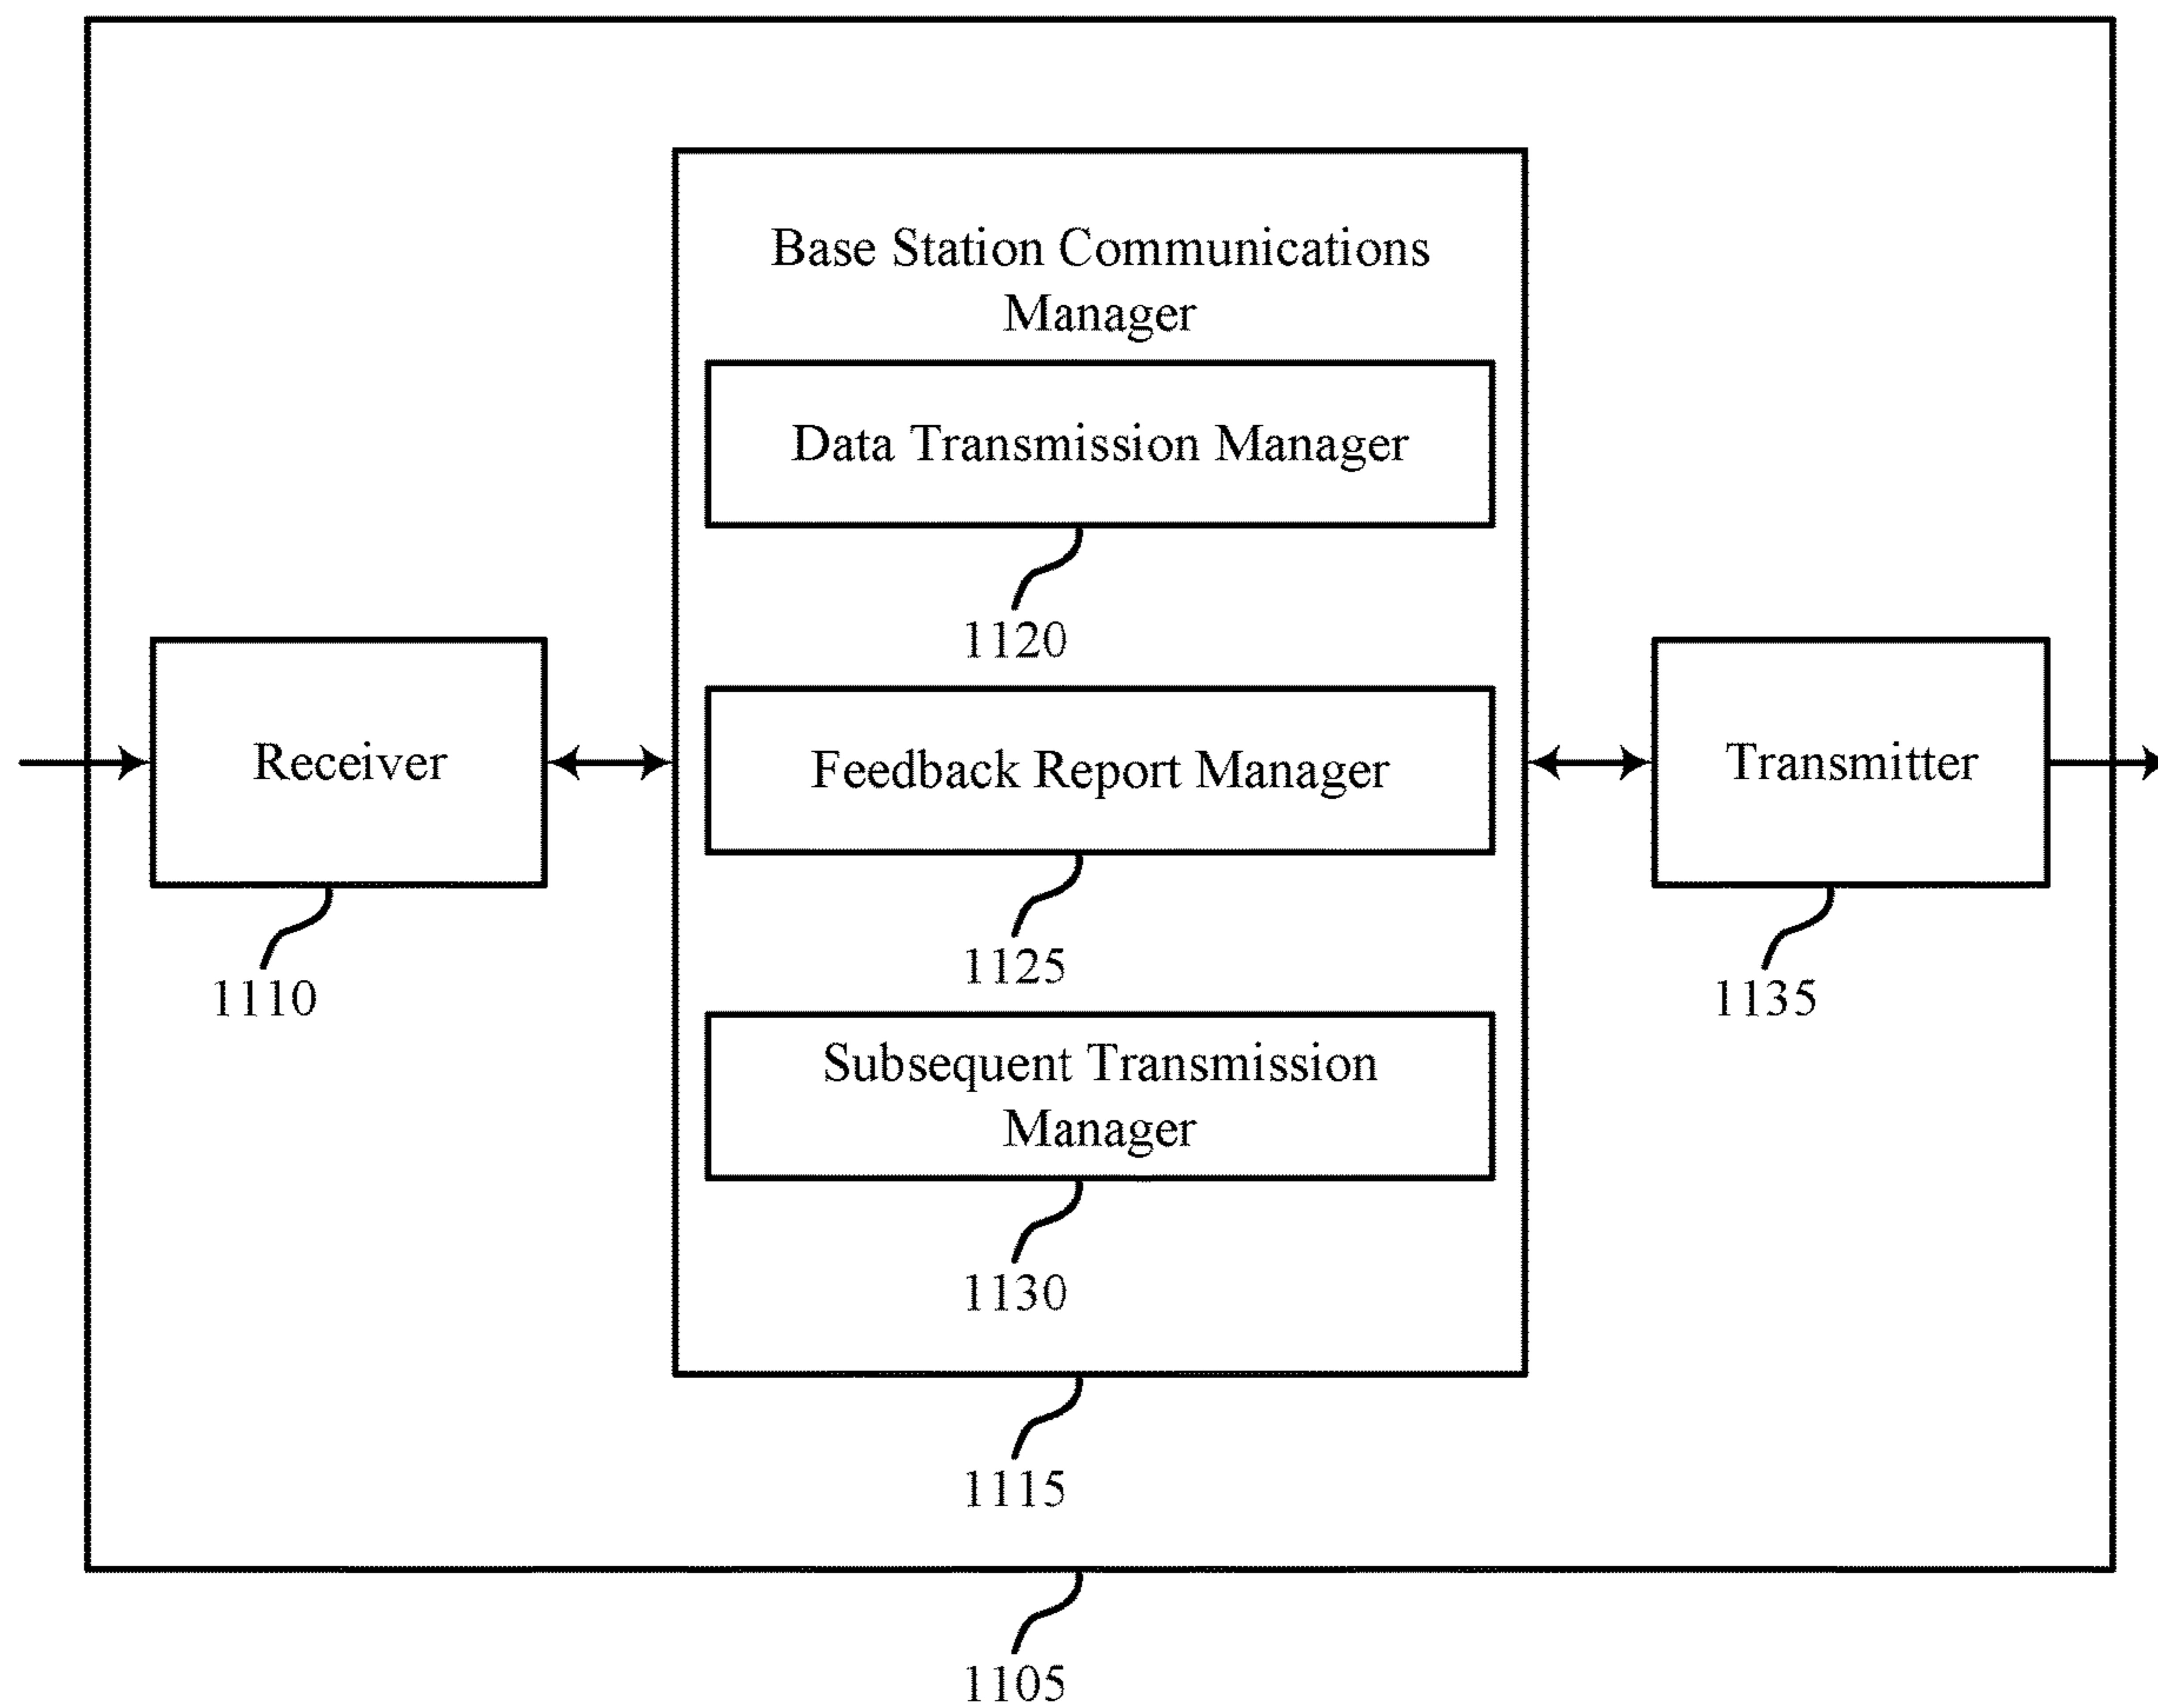 Base Station Communications
Manager
Data Transmission Manager
1120
Receiver
1110
Feedback Report Manager
1125
Transmitter
1135
Subsequent Transmission
Manager
1130
1115
1105